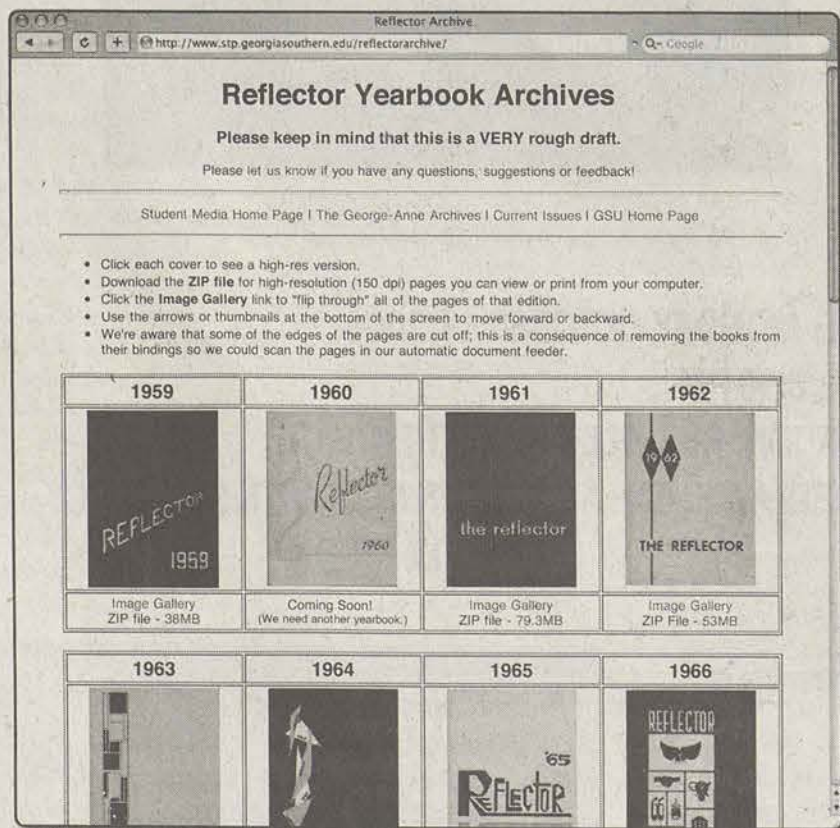 Reflector Archive
http://www.stp.georgiasouthern.edu/reflectorarchive/
Google
Reflector Yearbook Archives
Please keep in mind that this is a VERY rough draft.
Please let us know if you have any questions, suggestions or feedback!
Student Media Home Page | The George-Anne Archives | Current Issues | GSU Home Page
• Click each cover to see a high-res version.
• Download the ZIP file for high-resolution (150 dpi) pages you can view or print from your computer.
• Click the Image Gallery link to "flip through" all of the pages of that edition.
• Use the arrows or thumbnails at the bottom of the screen to move forward or backward.
• We're aware that some of the edges of the pages are cut off; this is a consequence of removing the books from
their bindings so we could scan the pages in our automatic document feeder.
1959 1960 1961 1962
REFLECTOR
1959
Reflector
1960
the reflector
19 62
THE REFLECTOR
Image Gallery
ZIP file - 38MB
Coming Soon!
(We need another yearbook.)
Image Gallery
ZIP file - 79.3MB
Image Gallery
ZIP File - 53MB
1963 1964 1965 1966
'65
REFLECTOR
REFLECTOR
66